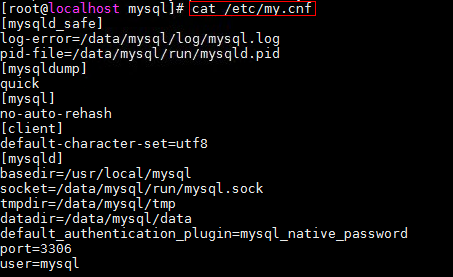 [root@localhost mysql]# cat /etc/my.cnf
[mysqld_safe]
log-error=/data/mysql/log/mysql.log
pid-file=/data/mysql/run/mysqld.pid
[mysqldump]
quick
[mysql]
no-auto-rehash
[client]
default-character-set=utf8
[mysqld]
basedir=/usr/local/mysql
socket=/data/mysql/run/mysql.sock
tmpdir=/data/mysql/tmp
datadir=/data/mysql/data
default_authentication_plugin=mysql_native_password
port=3306
user=mysql